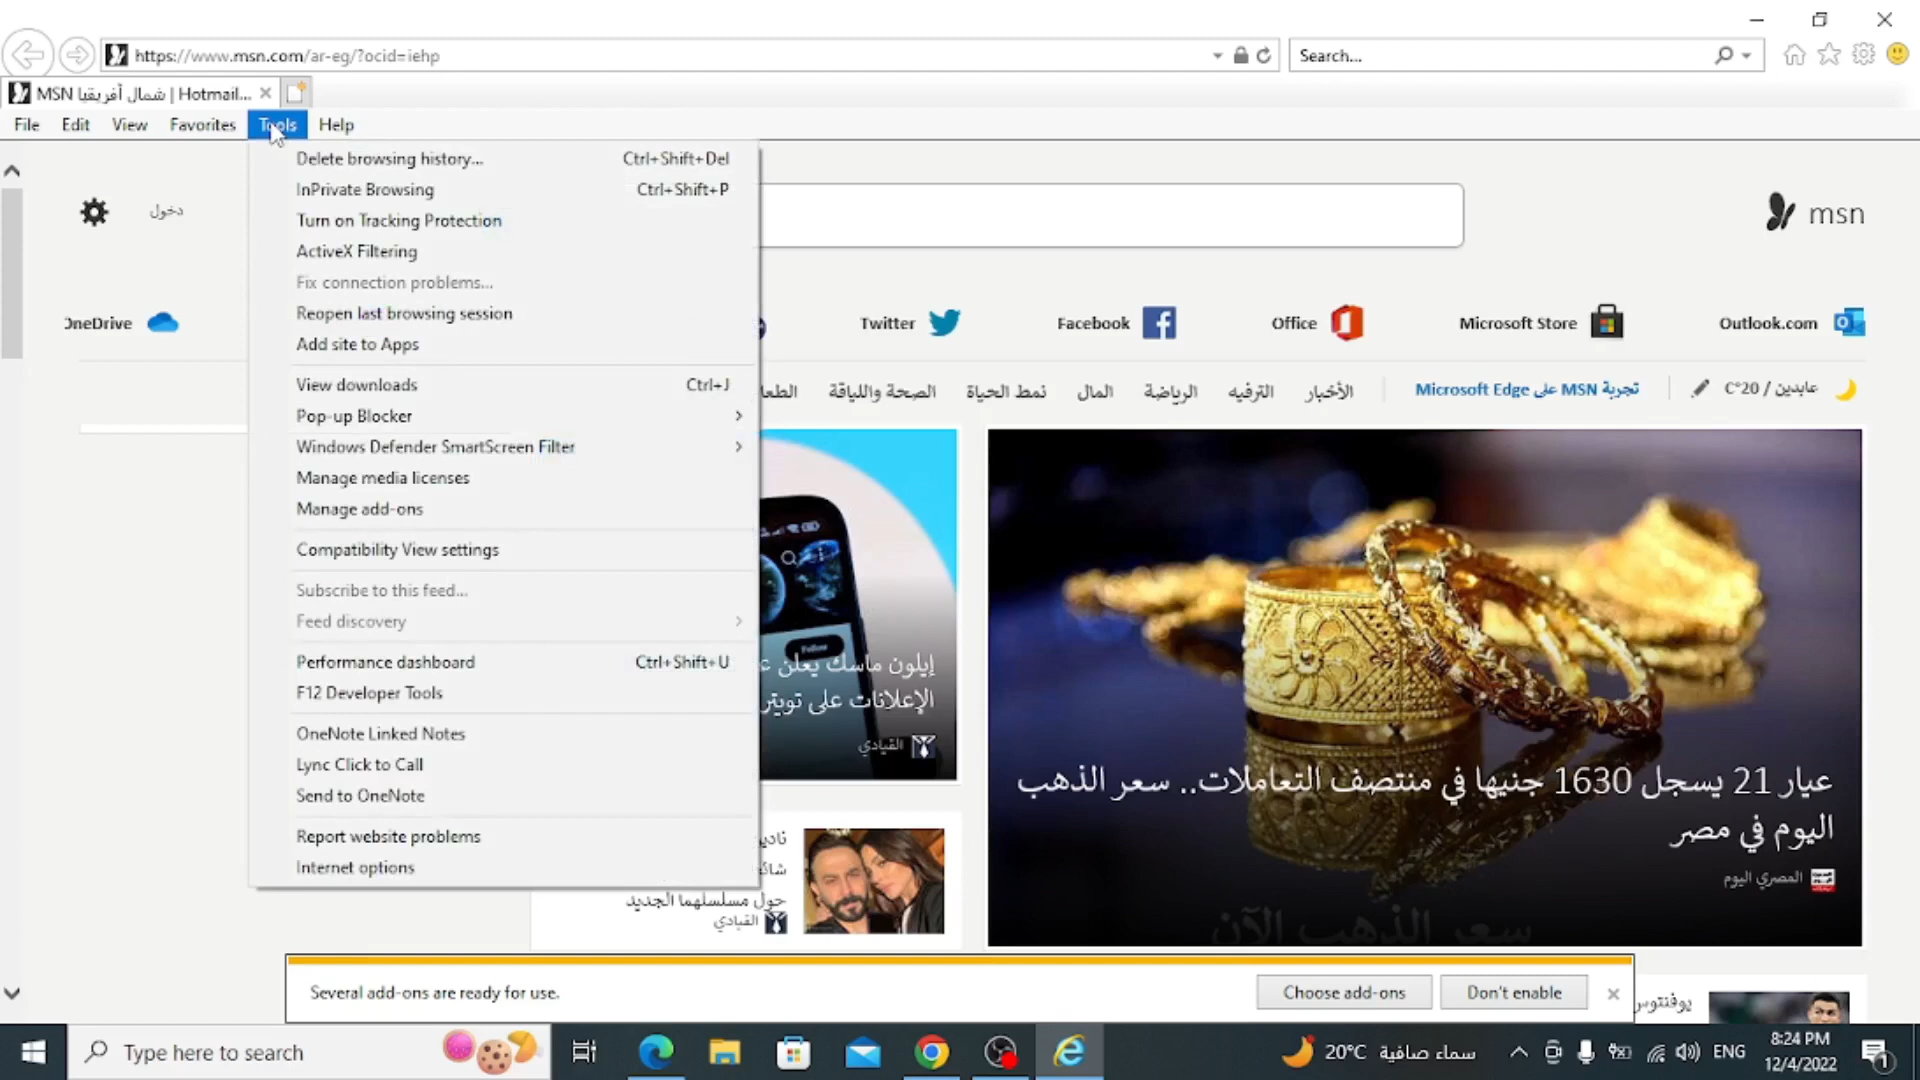 https://www.msn.com/ar-eg/?ocid=iehp
Search...
MSN شمال أفريقيا | Hotmail...
File Edit View Favorites Tools Help
Delete browsing history... Ctrl+Shift+Del
InPrivate Browsing Ctrl+Shift+P
Turn on Tracking Protection
ActiveX Filtering
Fix connection problems...
Reopen last browsing session
Add site to Apps
View downloads Ctrl+J
Pop-up Blocker
Windows Defender SmartScreen Filter
Manage media licenses
Manage add-ons
Compatibility View settings
Subscribe to this feed...
Feed discovery
Performance dashboard Ctrl+Shift+U
F12 Developer Tools
OneNote Linked Notes
Lync Click to Call
Send to OneNote
Report website problems
Internet options
دخول
msn
OneDrive
Twitter
Facebook
Office
Microsoft Store
Outlook.com
عابدين / 20°C
تجربة MSN على Microsoft Edge
الأخبار الترفيه الرياضة المال نمط الحياة الصحة واللياقة
Follow
إيلون ماسك يعلن
الإعلانات على تويتر
القيادي
عيار 21 يسجل 1630 جنيها في منتصف التعاملات.. سعر الذهب
اليوم في مصر
المصري اليوم
سعر الذهب الآن
حول مسلسلهما الجديد
القيادي
Several add-ons are ready for use.
Choose add-ons
Don't enable
يوفنتوس
Type here to search
20°C سماء صافية
ENG
8:24 PM
12/4/2022
1